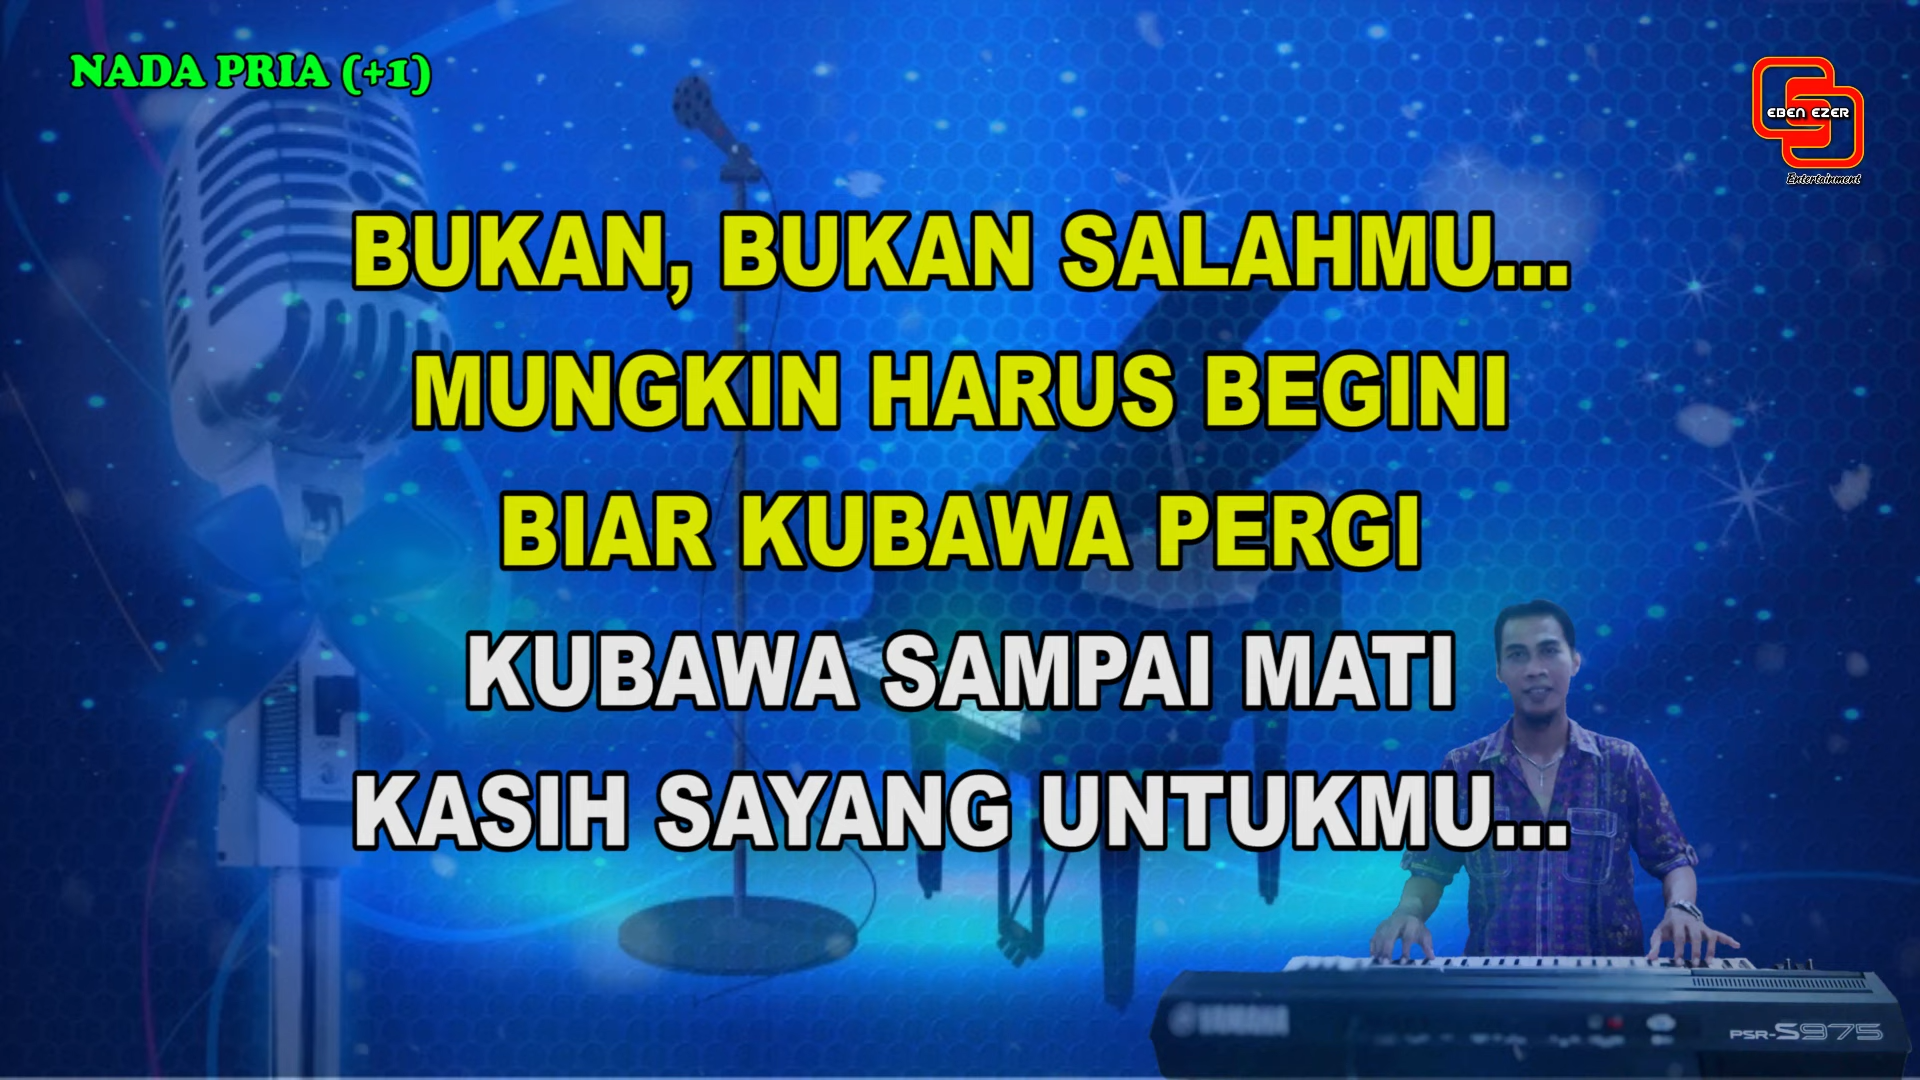 NADA PRIA (+1)
EBEN EZER
Entertainment
BUKAN, BUKAN SALAHMU...
MUNGKIN HARUS BEGINI
BIAR KUBAWA PERGI
KUBAWA SAMPAI MATI
KASIH SAYANG UNTUKMU...
YAMAHA
PSR-S975